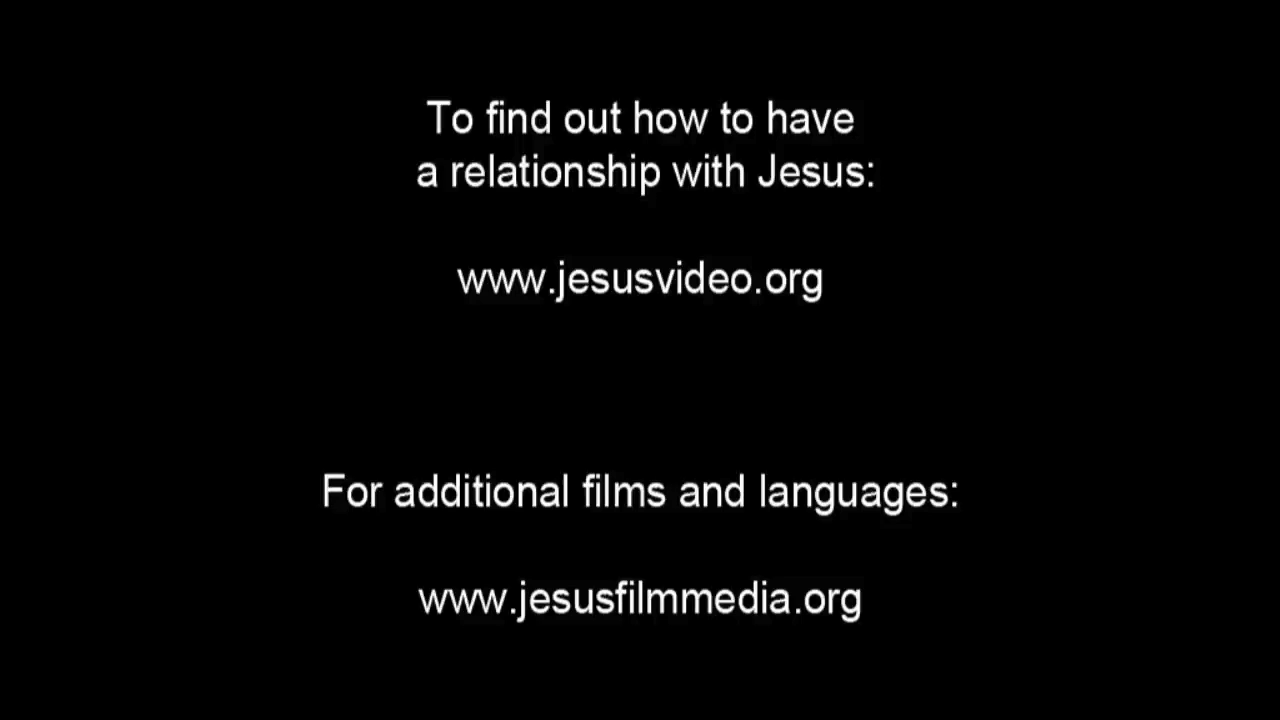 To find out how to have
a relationship with Jesus:
www.jesusvideo.org
For additional films and languages:
www.jesusfilmmedia.org